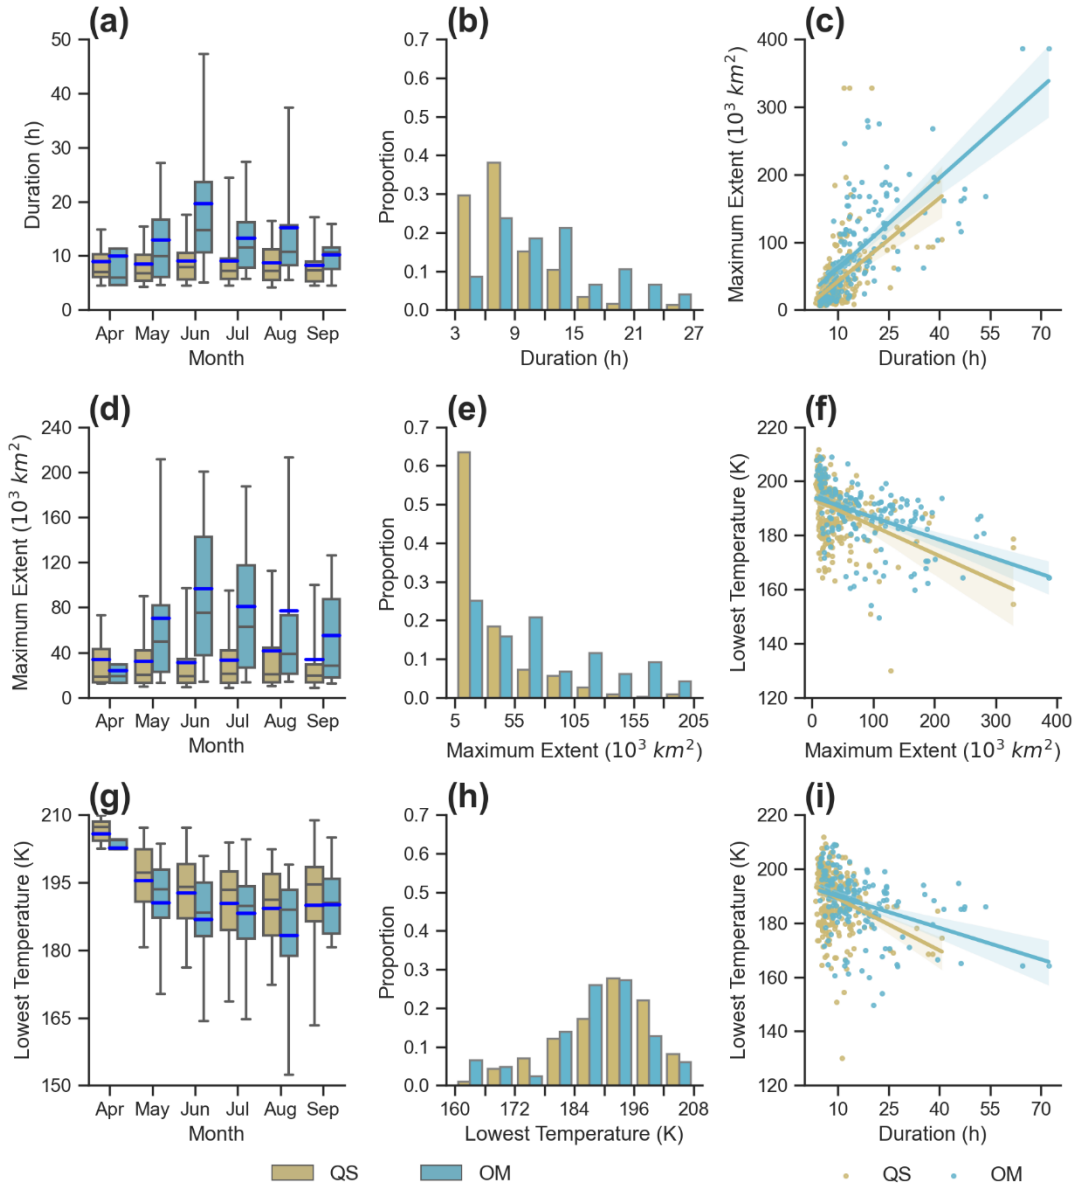 (a)
50
40
30
20
10
0
Duration (h)
Apr May Jun Jul Aug Sep
Month
(b)
0.7
0.6
0.5
0.4
0.3
0.2
0.1
0.0
Proportion
3 9 15 21 27
Duration (h)
(c)
400
300
200
100
0
Maximum Extent (10³ km²)
10 25 40 55 70
Duration (h)
(d)
240
200
160
120
80
40
0
Maximum Extent (10³ km²)
Apr May Jun Jul Aug Sep
Month
(e)
0.7
0.6
0.5
0.4
0.3
0.2
0.1
0.0
Proportion
5 55 105 155 205
Maximum Extent (10³ km²)
(f)
220
200
180
160
140
120
Lowest Temperature (K)
0 100 200 300 400
Maximum Extent (10³ km²)
(g)
210
195
180
165
150
Lowest Temperature (K)
Apr May Jun Jul Aug Sep
Month
(h)
0.7
0.6
0.5
0.4
0.3
0.2
0.1
0.0
Proportion
160 172 184 196 208
Lowest Temperature (K)
(i)
220
200
180
160
140
120
Lowest Temperature (K)
10 25 40 55 70
Duration (h)
QS OM
QS OM